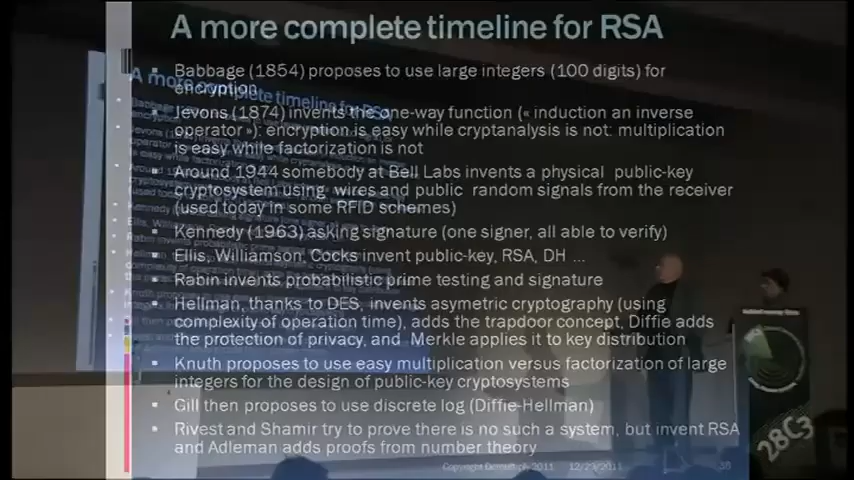 A more complete timeline for RSA
Babbage (1854) proposes to use large integers (100 digits) for
encryption
Jevons (1874) invents the one-way function (« induction an inverse
operator »): encryption is easy while cryptanalysis is not: multiplication
is easy while factorization is not
Around 1944 somebody at Bell Labs invents a physical public-key
cryptosystem using wires and public random signals from the receiver
(used today in some RFID schemes)
Kennedy (1963) asking signature (one signer, all able to verify)
Ellis, Williamson, Cocks invent public-key, RSA, DH ...
Rabin invents probabilistic prime testing and signature
Hellman, thanks to DES, invents asymetric cryptography (using
complexity of operation time), adds the trapdoor concept, Diffie adds
the protection of privacy, and Merkle applies it to key distribution
Knuth proposes to use easy multiplication versus factorization of large
integers for the design of public-key cryptosystems
Gill then proposes to use discrete log (Diffie-Hellman)
Rivest and Shamir try to prove there is no such a system, but invent RSA
and Adleman adds proofs from number theory
28C3